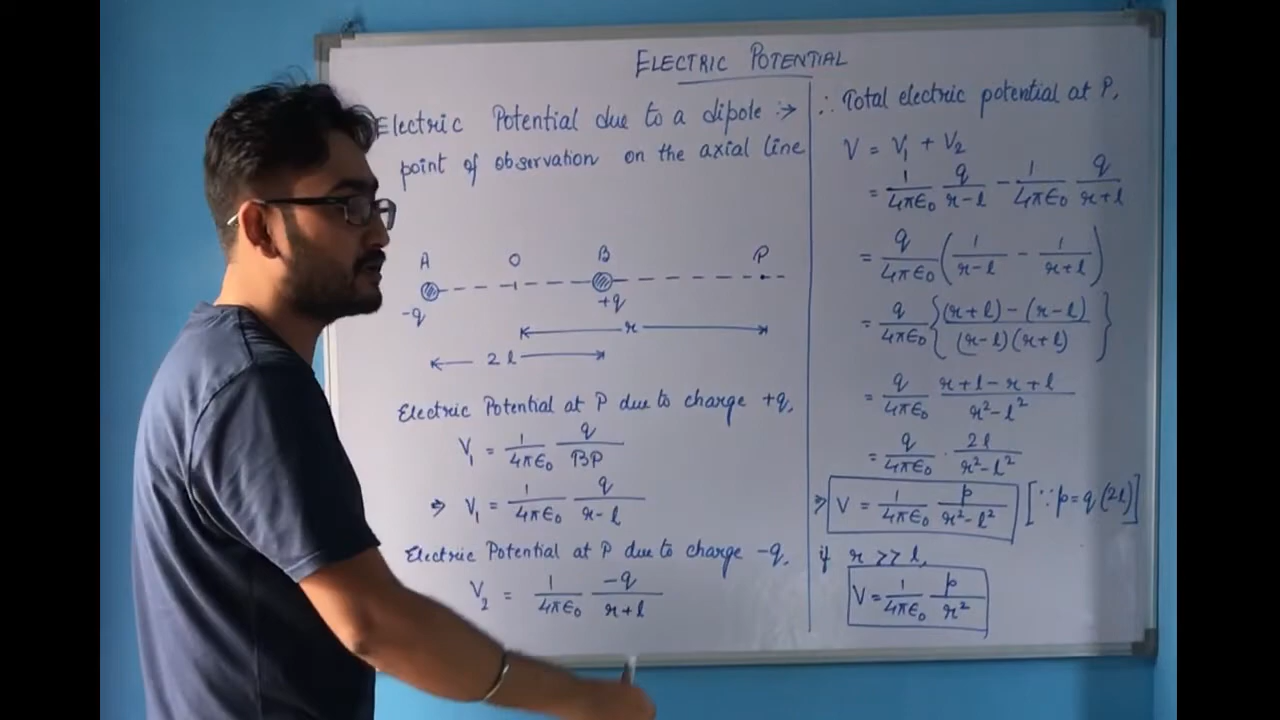 ELECTRIC POTENTIAL
Electric Potential due to a dipole :→
point of observation on the axial line
A O B P
-q +q
r
2l
Electric Potential at P due to charge +q,
V₁ = 1/4πϵ₀ q/BP
⇒ V₁ = 1/4πϵ₀ q/r-l
Electric Potential at P due to charge -q,
V₂ = 1/4πϵ₀ -q/r+l
∴ Total electric potential at P,
V = V₁ + V₂
= 1/4πϵ₀ q/r-l - 1/4πϵ₀ q/r+l
= q/4πϵ₀ (1/r-l - 1/r+l)
= q/4πϵ₀ {(r+l)-(r-l)/(r-l)(r+l)}
= q/4πϵ₀ r+l-r+l/r²-l²
= q/4πϵ₀ · 2l/r²-l²
⇒ V = 1/4πϵ₀ p/r²-l² [∵ p = q(2l)]
if r >> l,
V = 1/4πϵ₀ p/r²